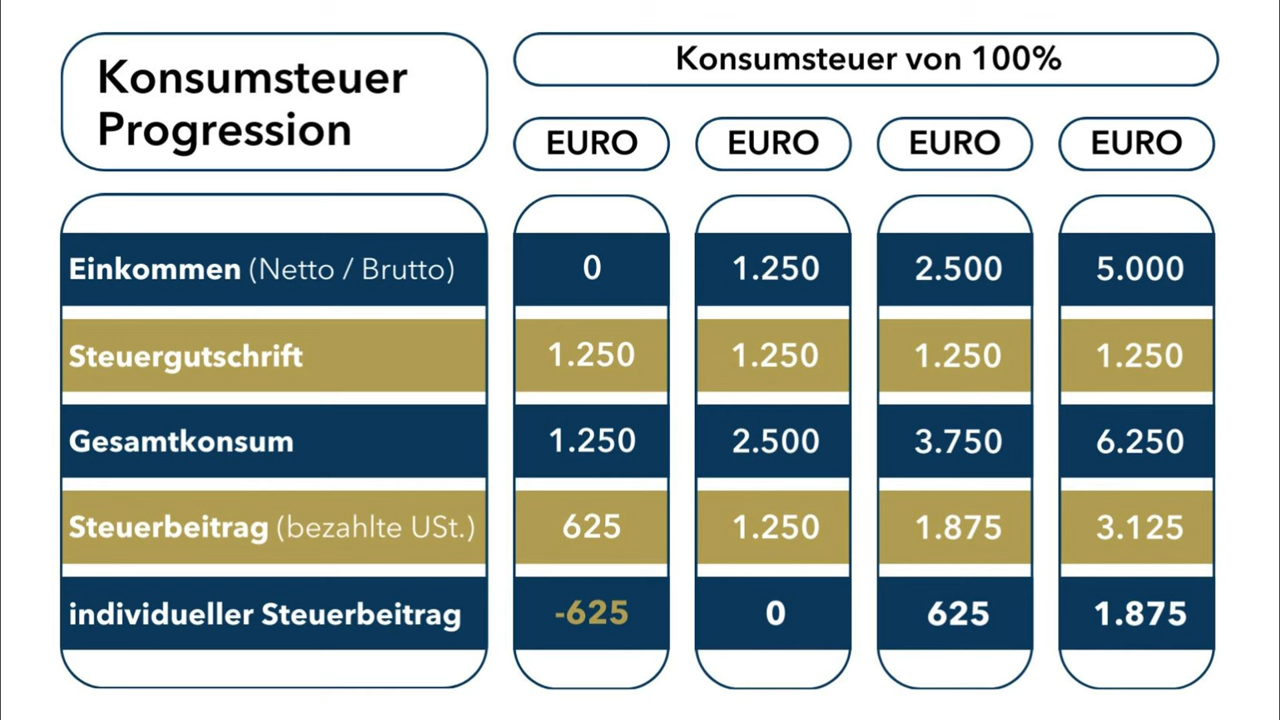 Konsumsteuer
Progression
Konsumsteuer von 100%
EURO EURO EURO EURO
Einkommen (Netto / Brutto) 0 1.250 2.500 5.000
Steuergutschrift 1.250 1.250 1.250 1.250
Gesamtkonsum 1.250 2.500 3.750 6.250
Steuerbeitrag (bezahlte USt.) 625 1.250 1.875 3.125
individueller Steuerbeitrag -625 0 625 1.875